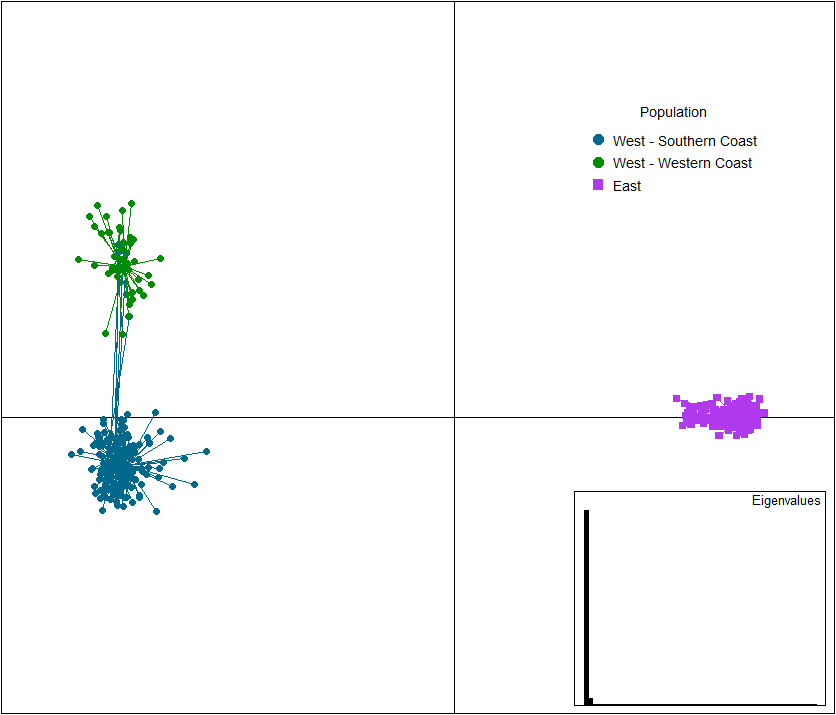 Population
West - Southern Coast
West - Western Coast
East
Eigenvalues